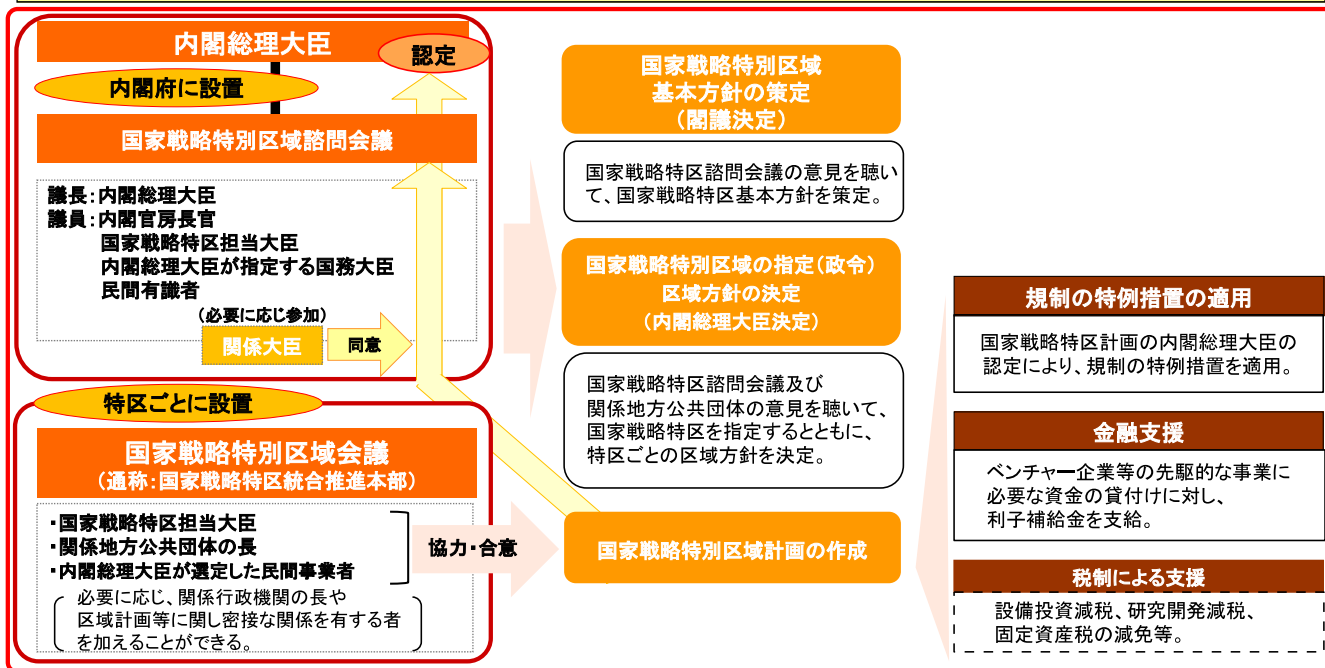 内閣総理大臣
認定
内閣府に設置
国家戦略特別区域諮問会議
議長:内閣総理大臣
議員:内閣官房長官
国家戦略特区担当大臣
内閣総理大臣が指定する国務大臣
民間有識者
(必要に応じ参加)
関係大臣
同意
特区ごとに設置
国家戦略特別区域会議
(通称:国家戦略特区統合推進本部)
・国家戦略特区担当大臣
・関係地方公共団体の長
・内閣総理大臣が選定した民間事業者
必要に応じ、関係行政機関の長や
区域計画等に関し密接な関係を有する者
を加えることができる。
協力・合意
国家戦略特別区域
基本方針の策定
(閣議決定)
国家戦略特区諮問会議の意見を聴い
て、国家戦略特区基本方針を策定。
国家戦略特別区域の指定(政令)
区域方針の決定
(内閣総理大臣決定)
国家戦略特区諮問会議及び
関係地方公共団体の意見を聴いて、
国家戦略特区を指定するとともに、
特区ごとの区域方針を決定。
国家戦略特別区域計画の作成
規制の特例措置の適用
国家戦略特区計画の内閣総理大臣の
認定により、規制の特例措置を適用。
金融支援
ベンチャー企業等の先駆的な事業に
必要な資金の貸付けに対し、
利子補給金を支給。
税制による支援
設備投資減税、研究開発減税、
固定資産税の減免等。